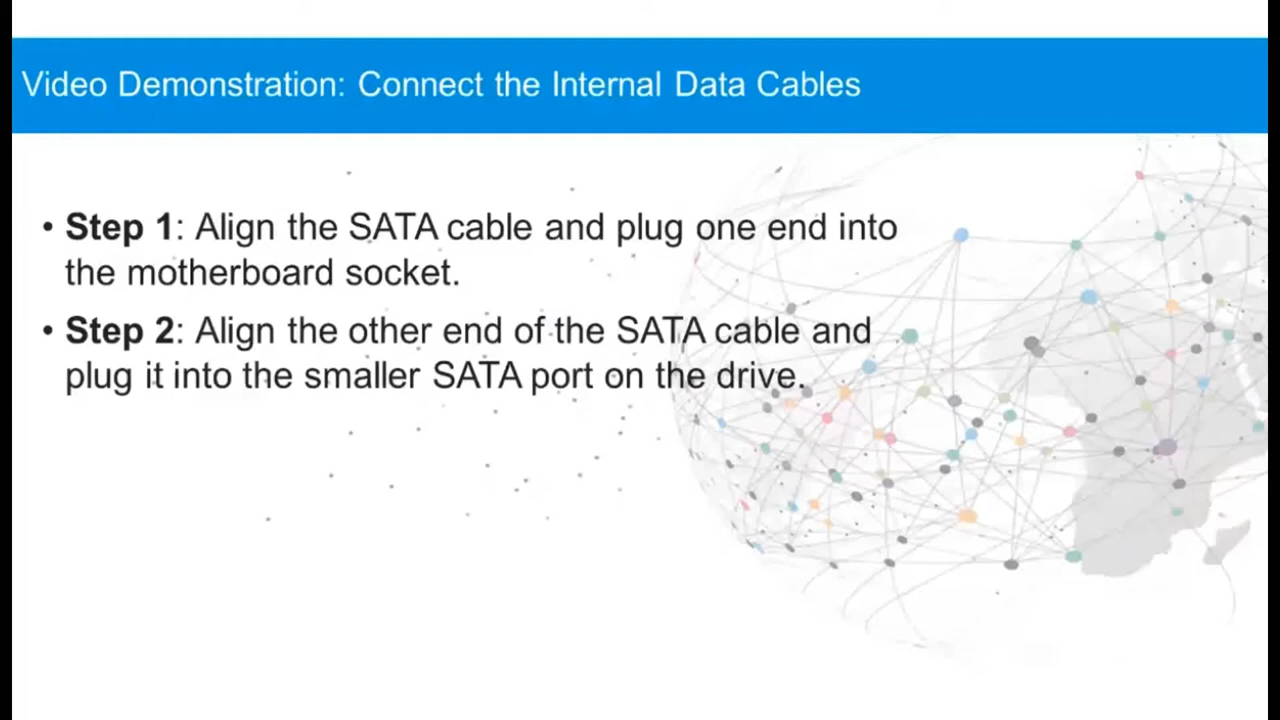 Video Demonstration: Connect the Internal Data Cables
• Step 1: Align the SATA cable and plug one end into
the motherboard socket.
• Step 2: Align the other end of the SATA cable and
plug it into the smaller SATA port on the drive.